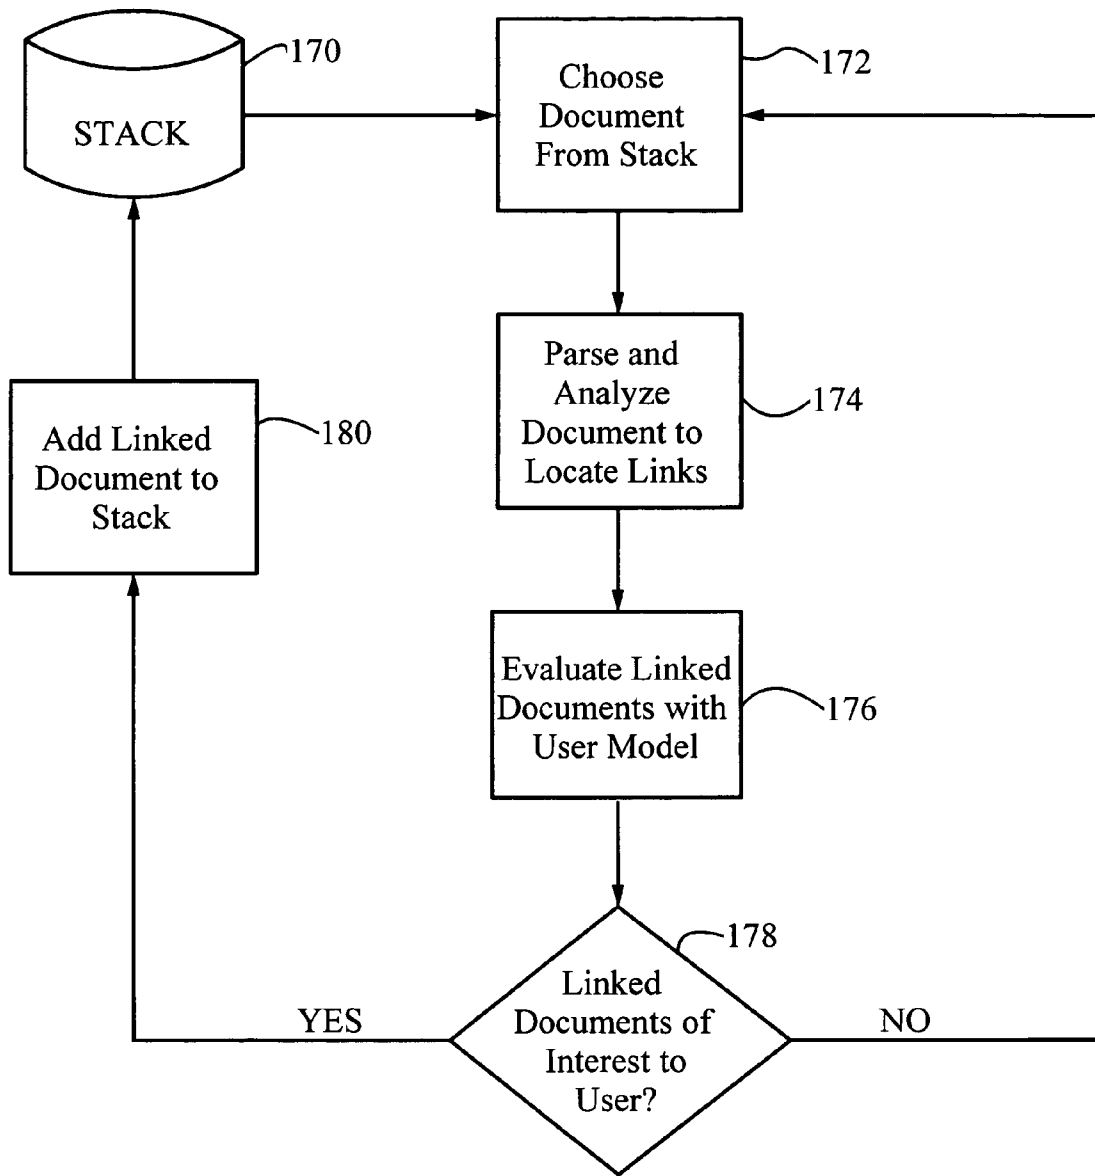 170
STACK
172
Choose
Document
From Stack
Parse and
Analyze
Document to
Locate Links
174
180
Add Linked
Document to
Stack
Evaluate Linked
Documents with
User Model
176
178
Linked
Documents of
Interest to
User?
YES
NO